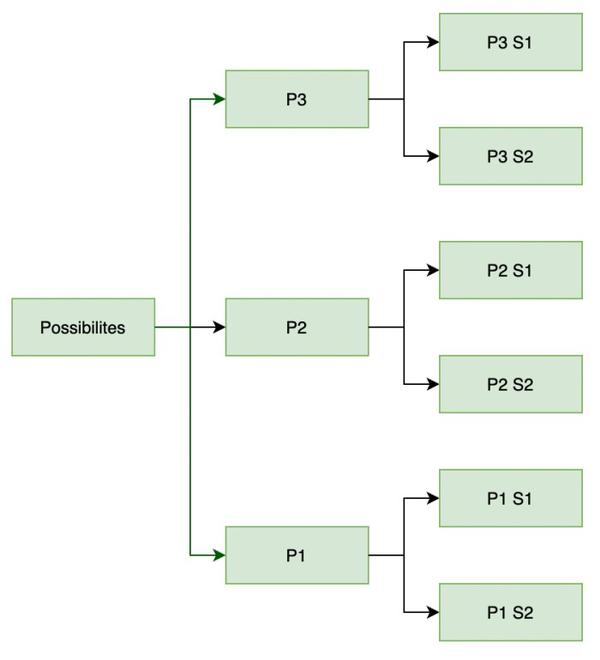 P3 S1
P3
P3 S2
P2 S1
Possibilites
P2
P2 S2
P1 S1
P1
P1 S2